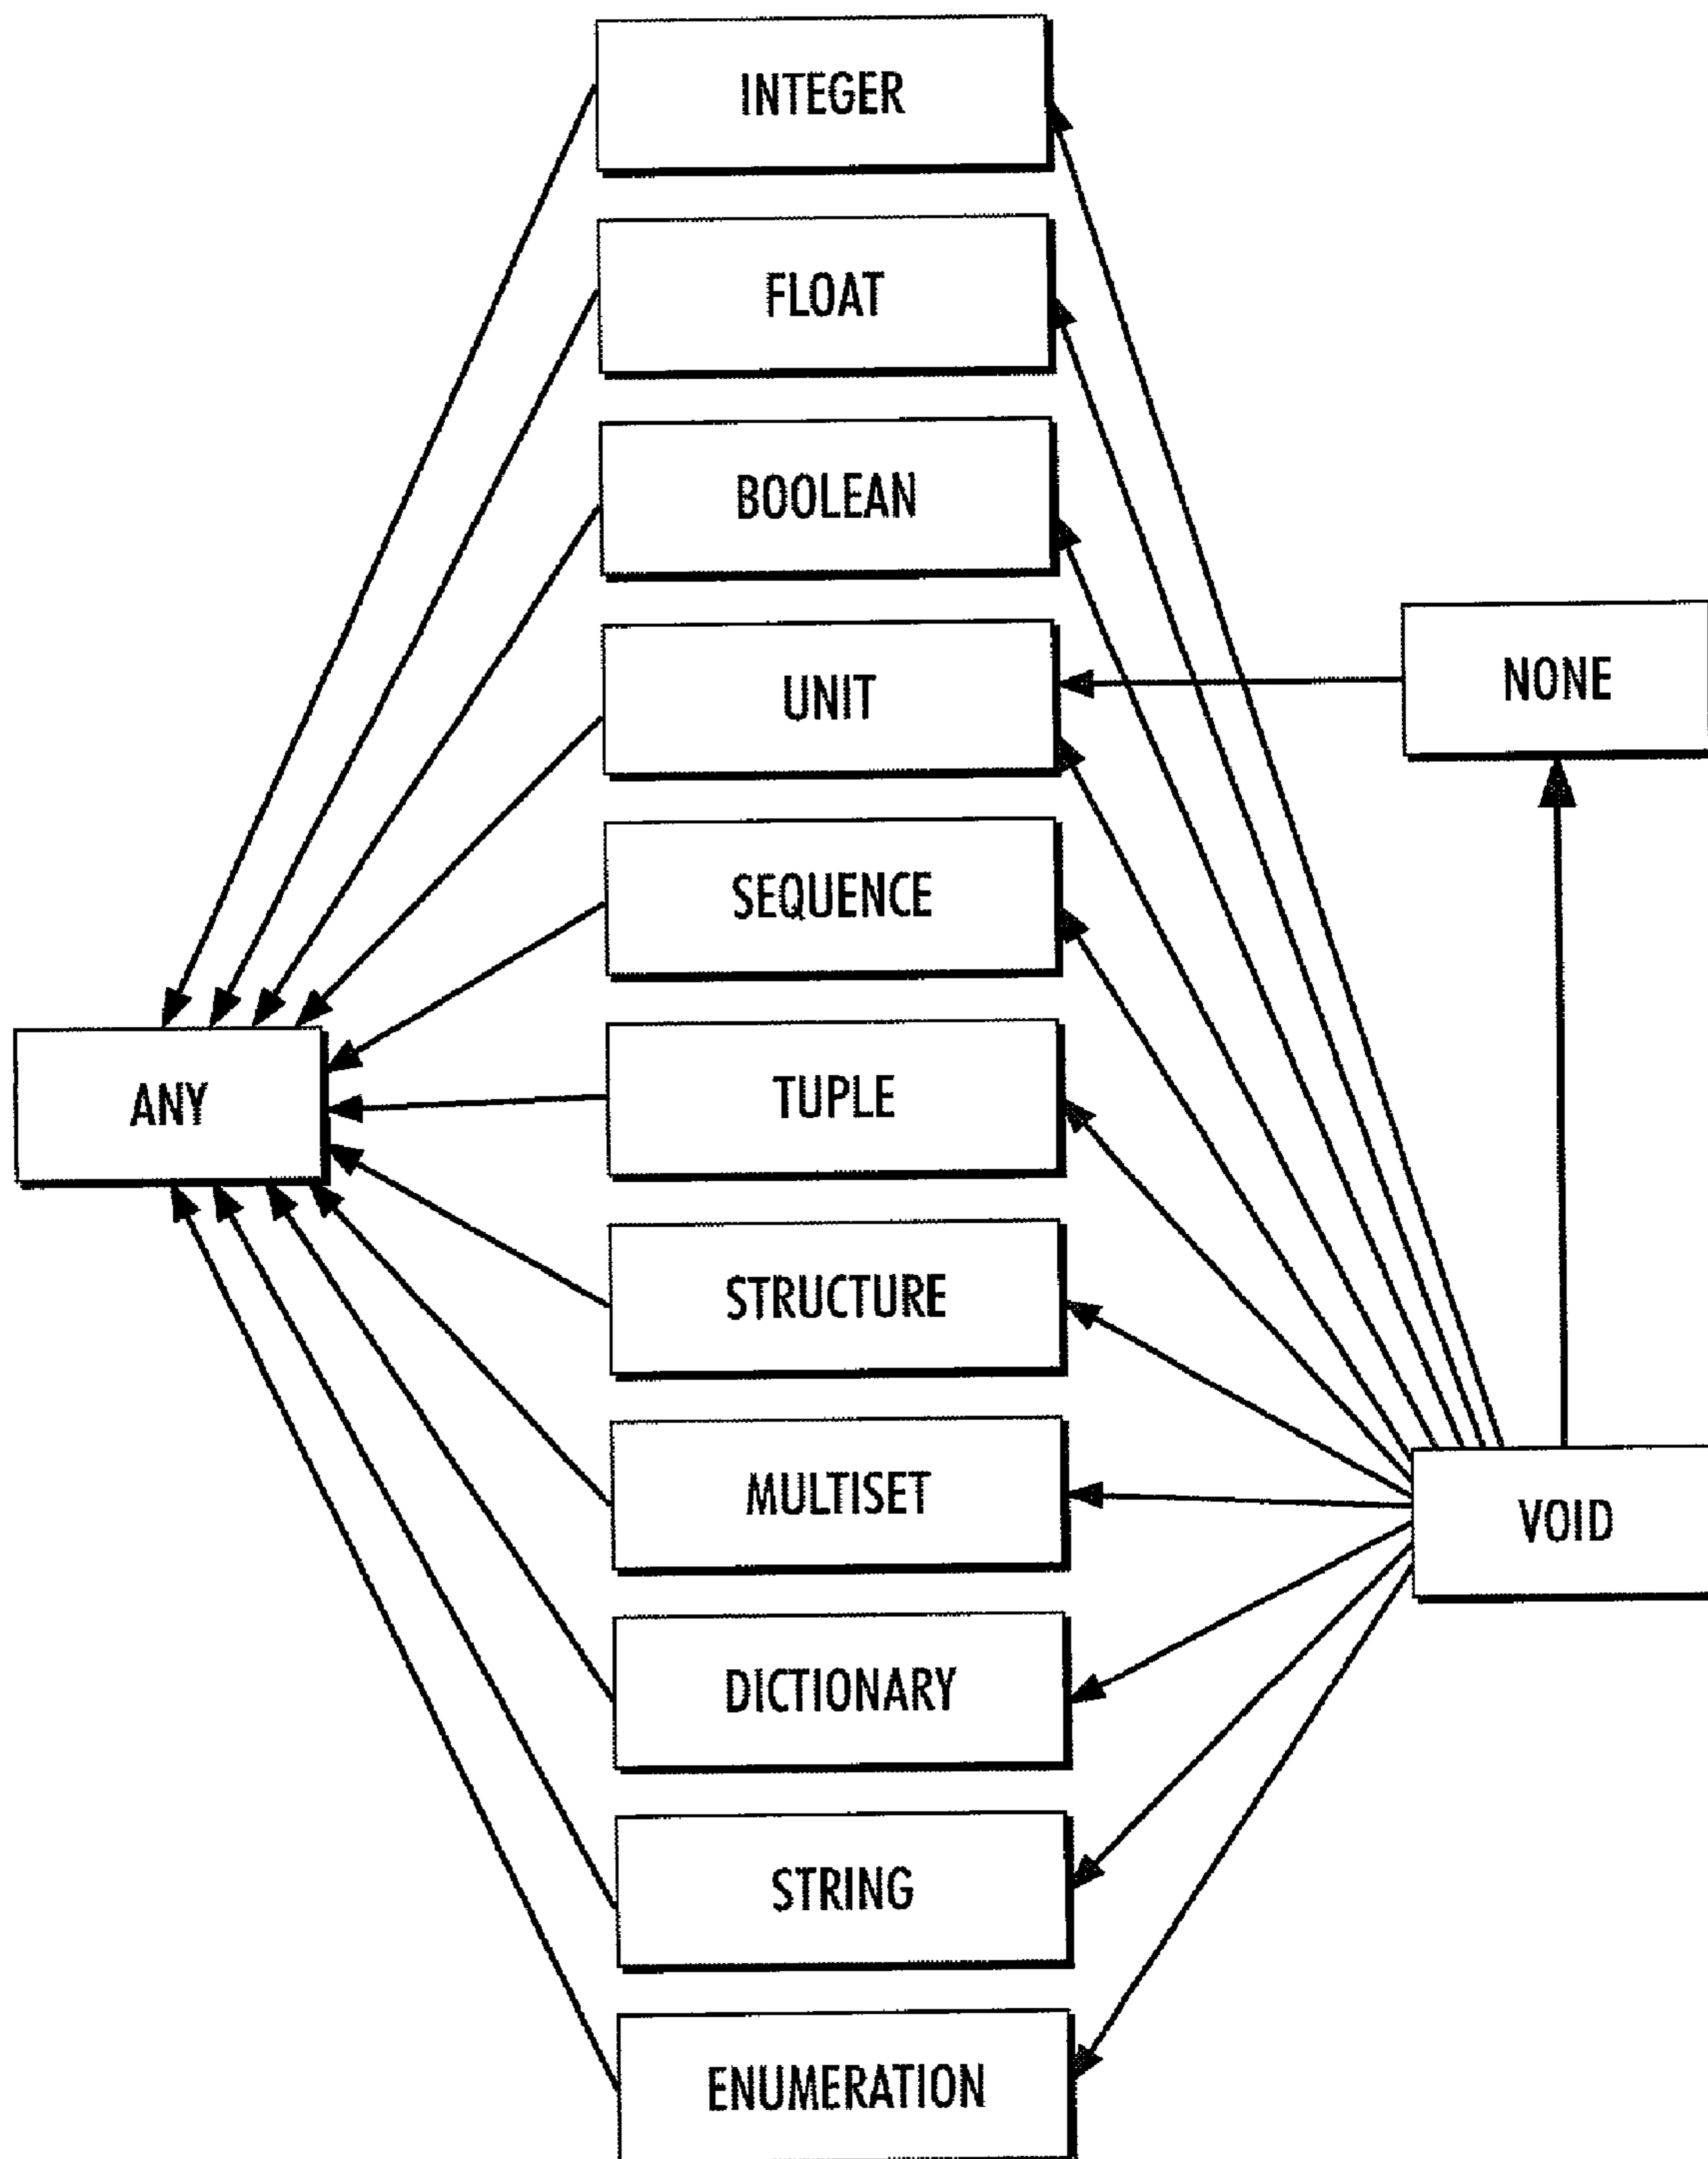 INTEGER
FLOAT
BOOLEAN
UNIT
NONE
SEQUENCE
ANY
TUPLE
STRUCTURE
MULTISET
VOID
DICTIONARY
STRING
ENUMERATION